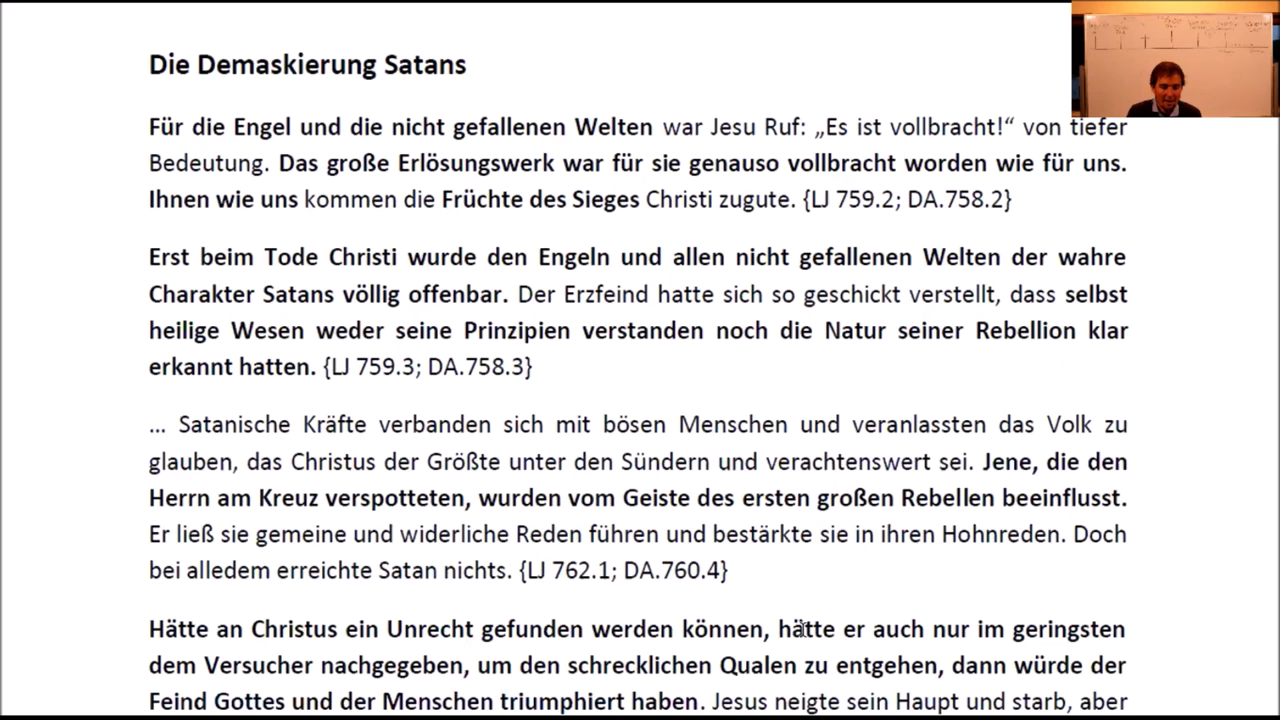 Die Demaskierung Satans
Für die Engel und die nicht gefallenen Welten war Jesu Ruf: „Es ist vollbracht!“ von tiefer
Bedeutung. Das große Erlösungswerk war für sie genauso vollbracht worden wie für uns.
Ihnen wie uns kommen die Früchte des Sieges Christi zugute. {LJ 759.2; DA.758.2}
Erst beim Tode Christi wurde den Engeln und allen nicht gefallenen Welten der wahre
Charakter Satans völlig offenbar. Der Erzfeind hatte sich so geschickt verstellt, dass selbst
heilige Wesen weder seine Prinzipien verstanden noch die Natur seiner Rebellion klar
erkannt hatten. {LJ 759.3; DA.758.3}
... Satanische Kräfte verbanden sich mit bösen Menschen und veranlassten das Volk zu
glauben, das Christus der Größte unter den Sündern und verachtenswert sei. Jene, die den
Herrn am Kreuz verspotteten, wurden vom Geiste des ersten großen Rebellen beeinflusst.
Er ließ sie gemeine und widerliche Reden führen und bestärkte sie in ihren Hohnreden. Doch
bei alledem erreichte Satan nichts. {LJ 762.1; DA.760.4}
Hätte an Christus ein Unrecht gefunden werden können, hätte er auch nur im geringsten
dem Versucher nachgegeben, um den schrecklichen Qualen zu entgehen, dann würde der
Feind Gottes und der Menschen triumphiert haben. Jesus neigte sein Haupt und starb, aber